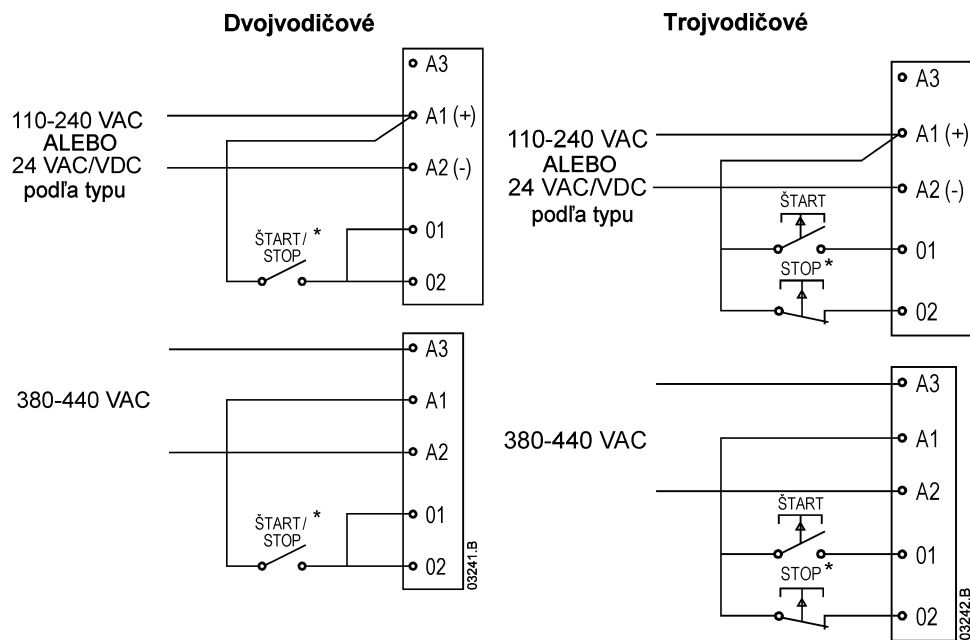 Dvojvodičové
A3
110-240 VAC
ALEBO
24 VAC/VDC
podľa typu
A1 (+)
A2 (-)
ŠTART/ *
STOP
01
02
380-440 VAC
A3
A1
A2
ŠTART/ *
STOP
01
02
03241.B
Trojvodičové
A3
110-240 VAC
ALEBO
24 VAC/VDC
podľa typu
A1 (+)
A2 (-)
ŠTART
01
STOP *
02
380-440 VAC
A3
A1
A2
ŠTART
01
STOP *
02
03242.B